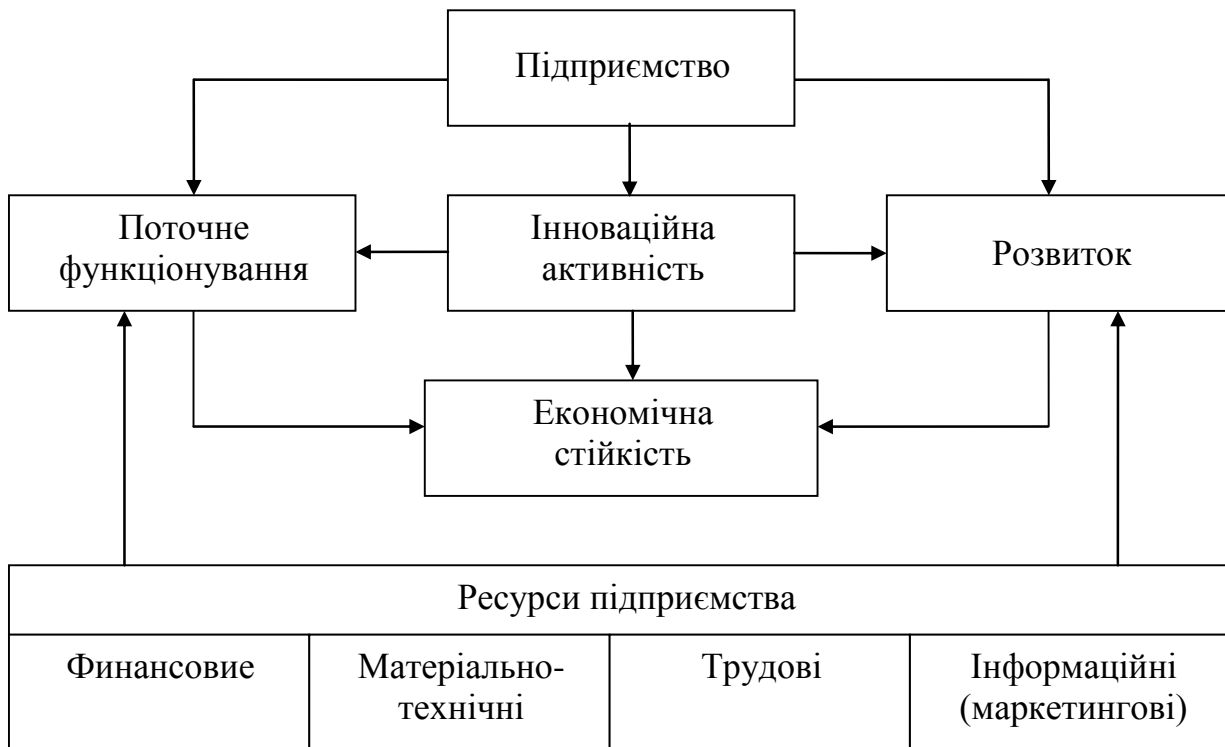 Підприємство
Поточне
функціонування
Інноваційна
активність
Розвиток
Економічна
стійкість
Ресурси підприємства
Финансовие
Матеріально-
технічні
Трудові
Інформаційні
(маркетингові)